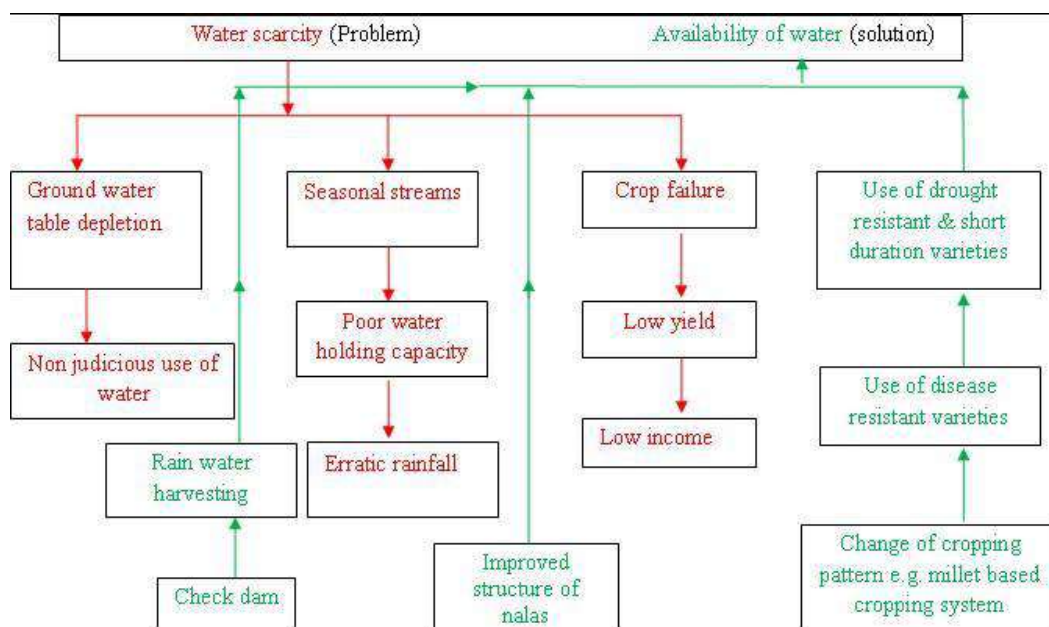 Water scarcity (Problem) Availability of water (solution)
Ground water
table depletion
Seasonal streams
Crop failure
Use of drought
resistant & short
duration varieties
Non judicious use of
water
Poor water
holding capacity
Low yield
Use of disease
resistant varieties
Rain water
harvesting
Erratic rainfall
Low income
Check dam
Improved
structure of
nalas
Change of cropping
pattern e.g. millet based
cropping system